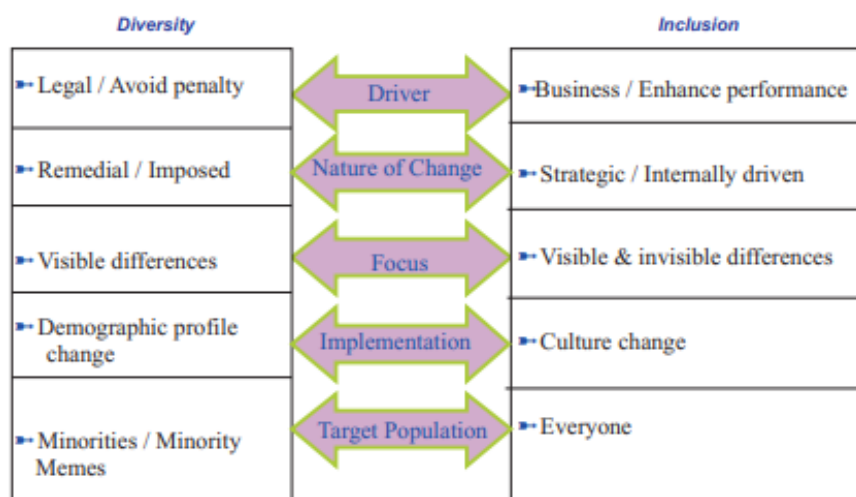 Diversity
Inclusion
Legal / Avoid penalty
Driver
Business / Enhance performance
Remedial / Imposed
Nature of Change
Strategic / Internally driven
Visible differences
Focus
Visible & invisible differences
Demographic profile
change
Implementation
Culture change
Minorities / Minority
Memes
Target Population
Everyone